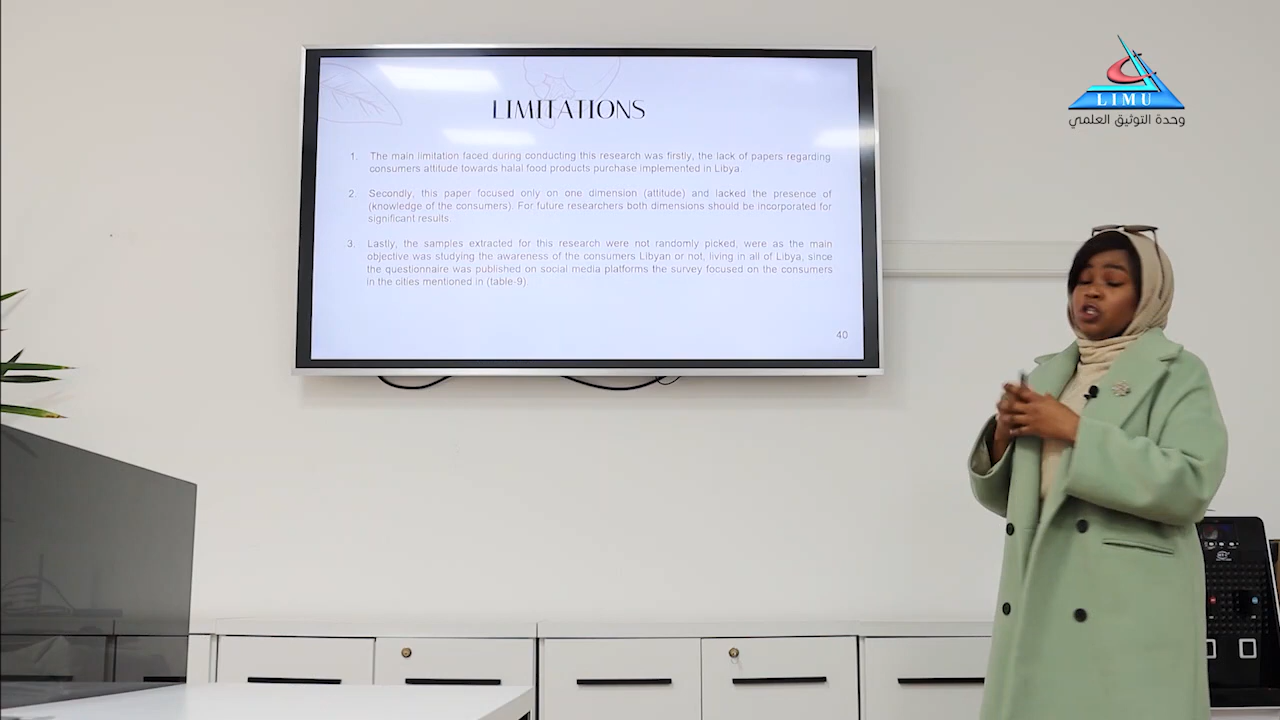 LIMU
وحدة التوثيق العلمي
LIMITATIONS
1. The main limitation faced during conducting this research was firstly, the lack of papers regarding
consumers attitude towards halal food products purchase implemented in Libya.
2. Secondly, this paper focused only on one dimension (attitude) and lacked the presence of
(knowledge of the consumers). For future researchers both dimensions should be incorporated for
significant results.
3. Lastly, the samples extracted for this research were not randomly picked, were as the main
objective was studying the awareness of the consumers Libyan or not, living in all of Libya, since
the questionnaire was published on social media platforms the survey focused on the consumers
in the cities mentioned in (table-9).
40